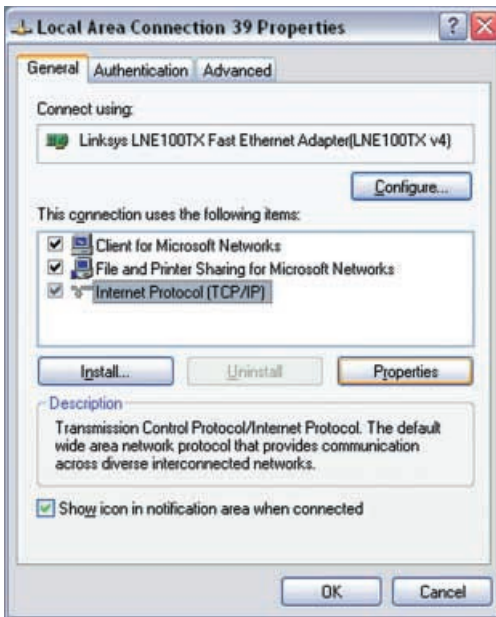 Local Area Connection 39 Properties
General Authentication Advanced
Connect using:
Linksys LNE100TX Fast Ethernet Adapter(LNE100TX v4)
Configure...
This connection uses the following items:
Client for Microsoft Networks
File and Printer Sharing for Microsoft Networks
Internet Protocol (TCP/IP)
Install... Uninstall Properties
Description
Transmission Control Protocol/Internet Protocol. The default
wide area network protocol that provides communication
across diverse interconnected networks.
Show icon in notification area when connected
OK Cancel